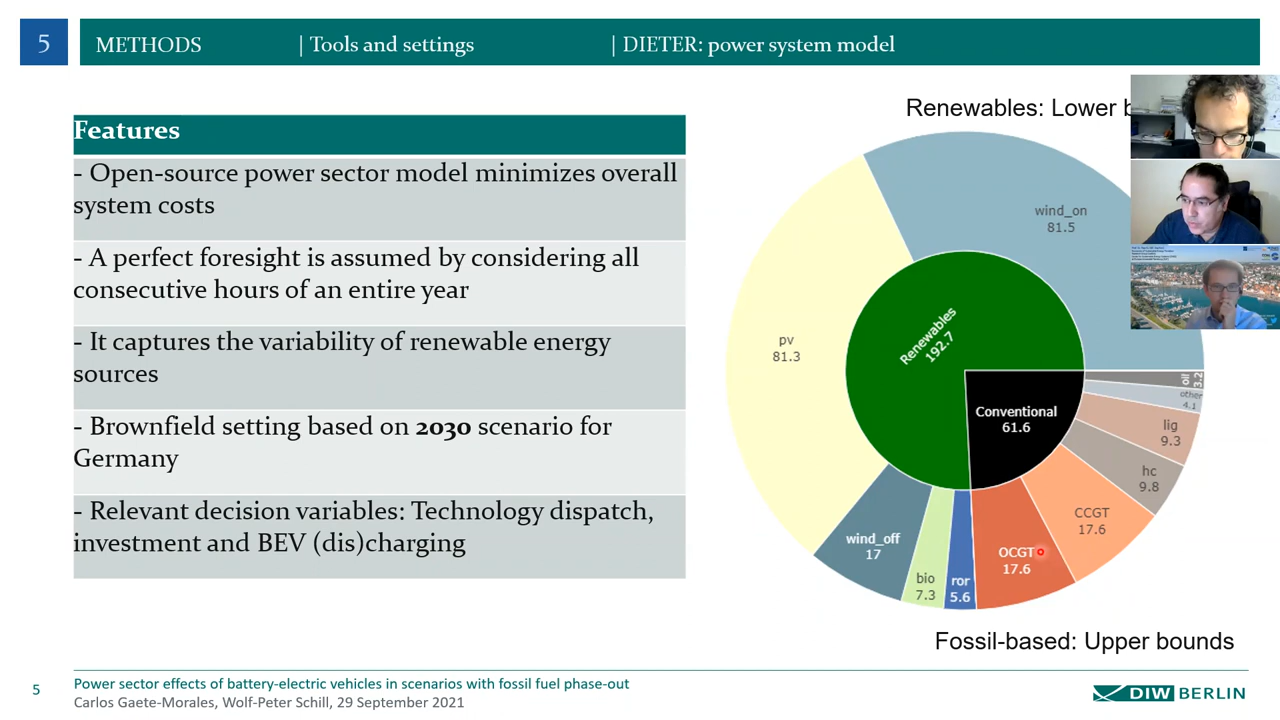 5
METHODS | Tools and settings | DIETER: power system model
Features
- Open-source power sector model minimizes overall
system costs
- A perfect foresight is assumed by considering all
consecutive hours of an entire year
- It captures the variability of renewable energy
sources
- Brownfield setting based on 2030 scenario for
Germany
- Relevant decision variables: Technology dispatch,
investment and BEV (dis)charging
Renewables: Lower
wind_on
81.5
pv
81.3
Renewables
192.7
Conventional
61.6
oil
3.2
other
4.1
lig
9.3
hc
9.8
CCGT
17.6
OCGT
17.6
ror
5.6
bio
7.3
wind_off
17
Fossil-based: Upper bounds
5
Power sector effects of battery-electric vehicles in scenarios with fossil fuel phase-out
Carlos Gaete-Morales, Wolf-Peter Schill, 29 September 2021
DIW BERLIN